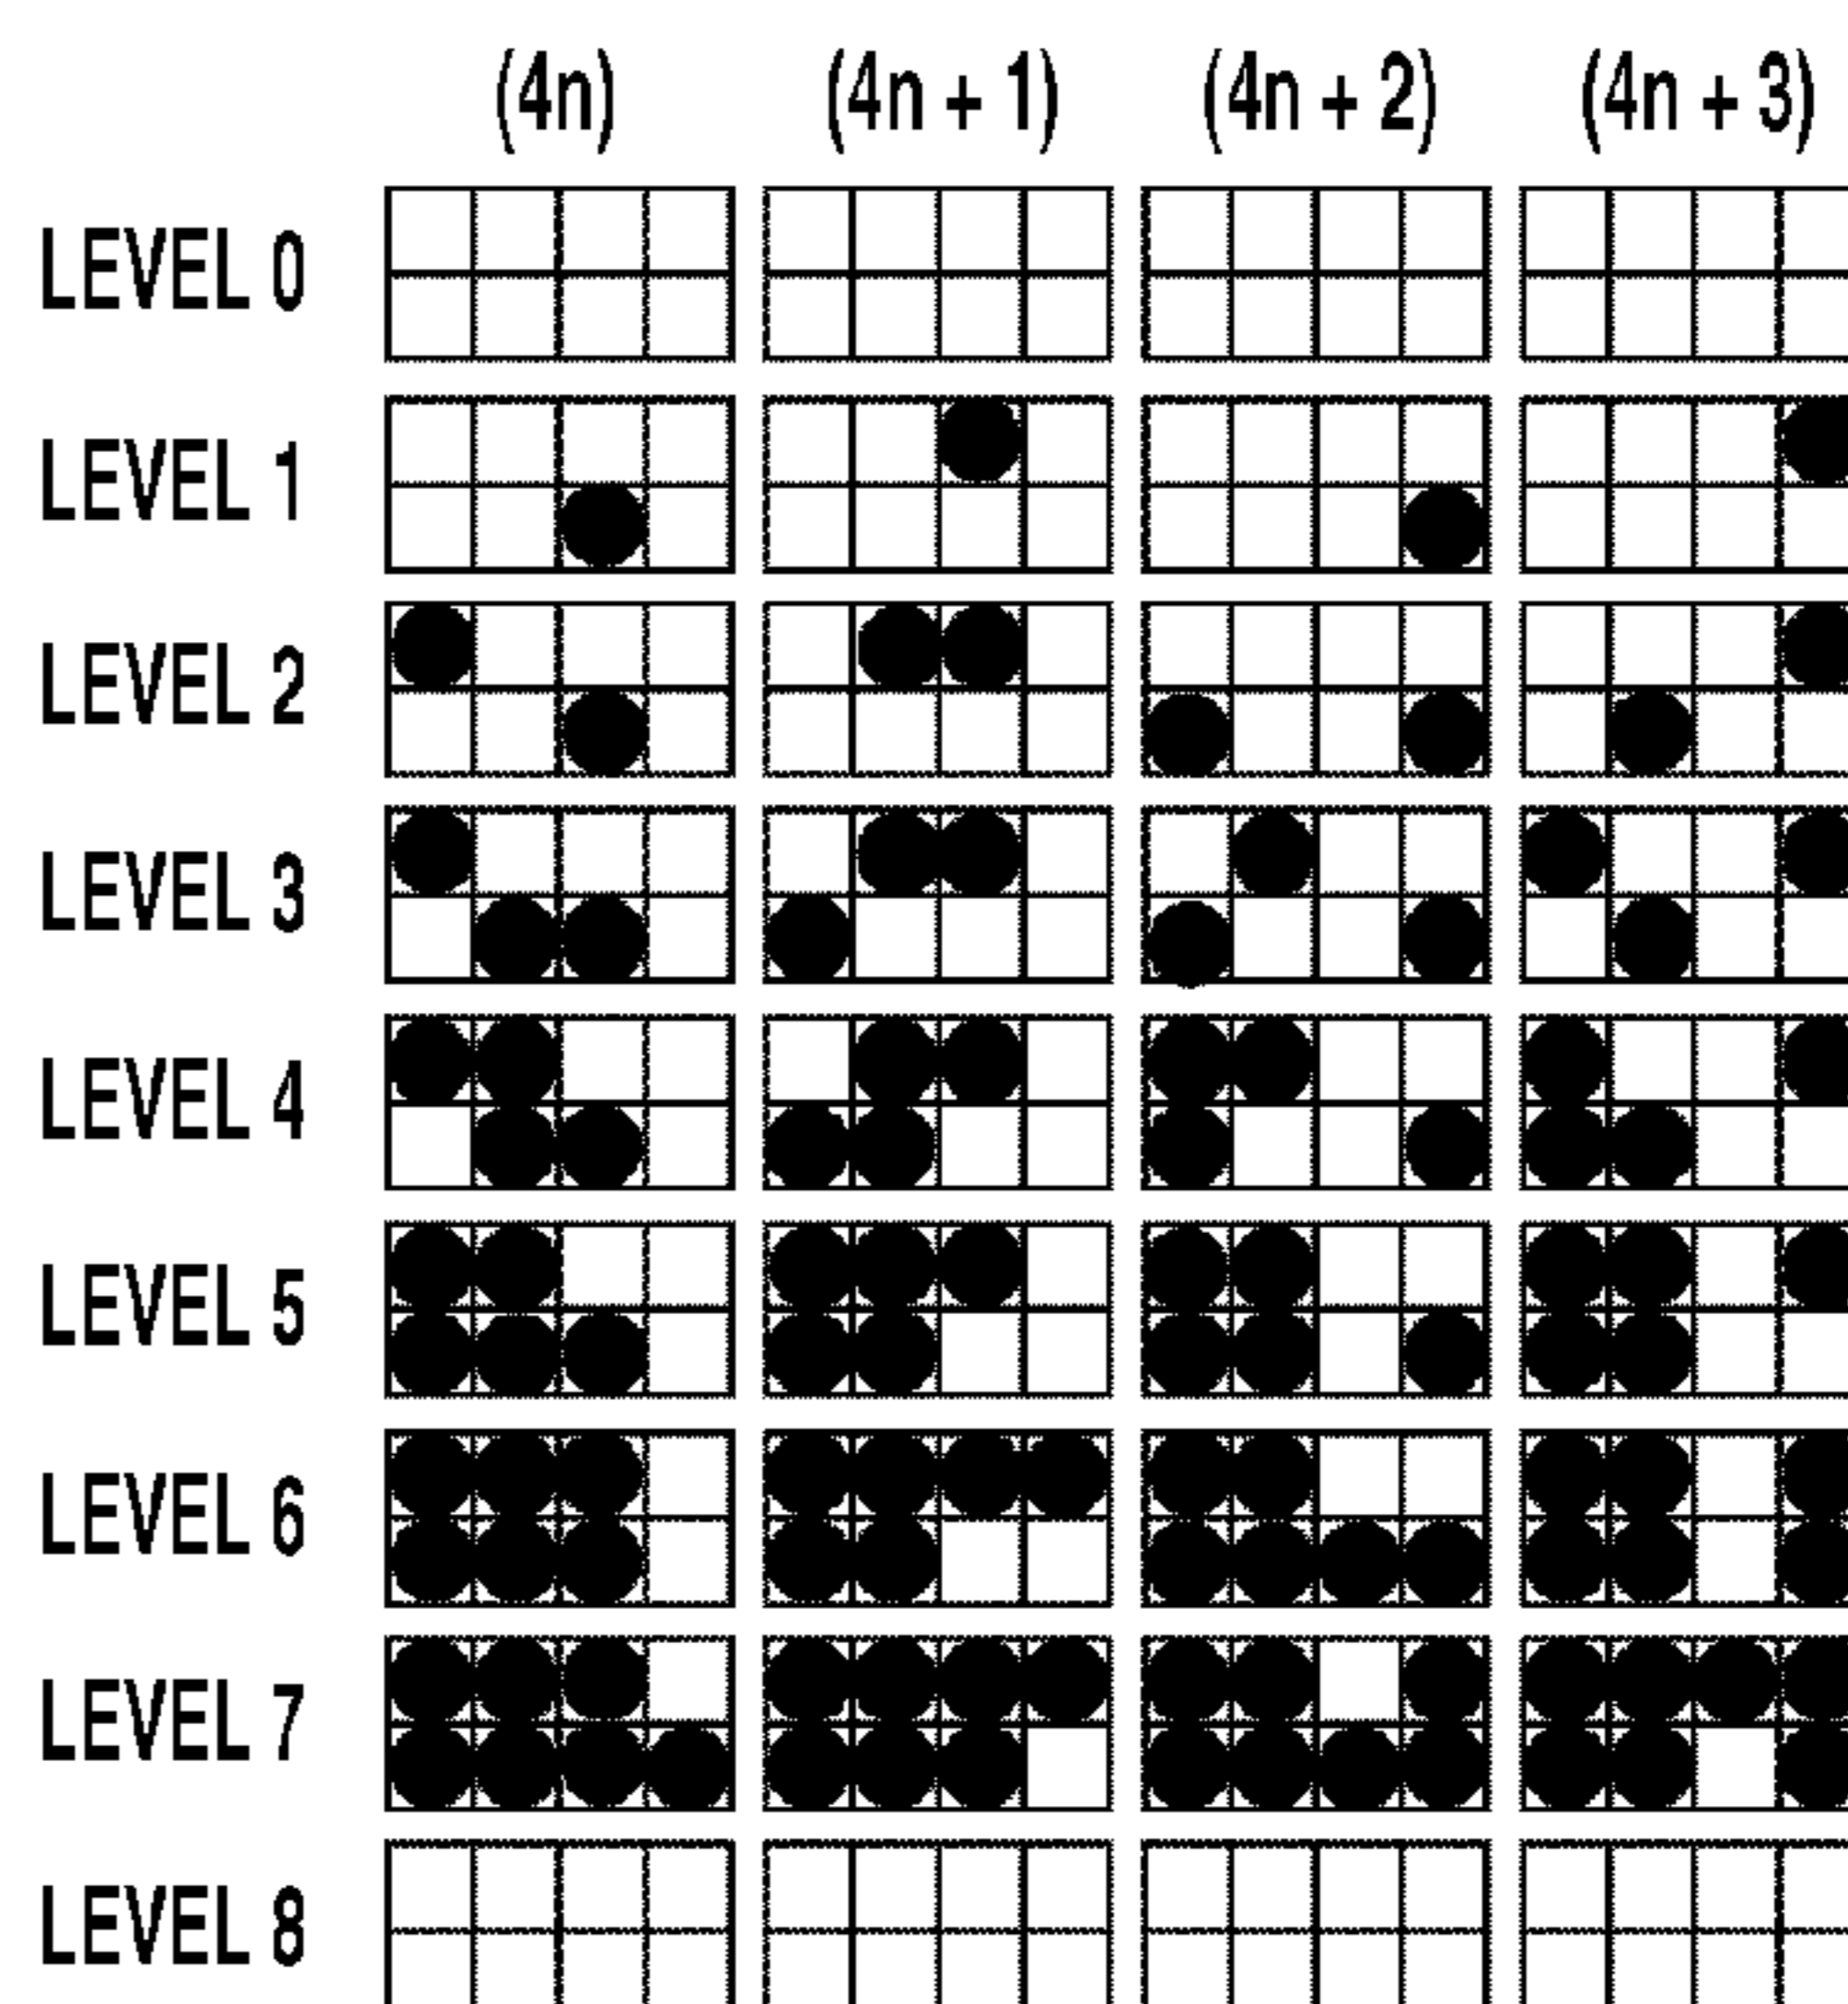 (4n) (4n + 1) (4n + 2) (4n + 3)
LEVEL 0
LEVEL 1
LEVEL 2
LEVEL 3
LEVEL 4
LEVEL 5
LEVEL 6
LEVEL 7
LEVEL 8